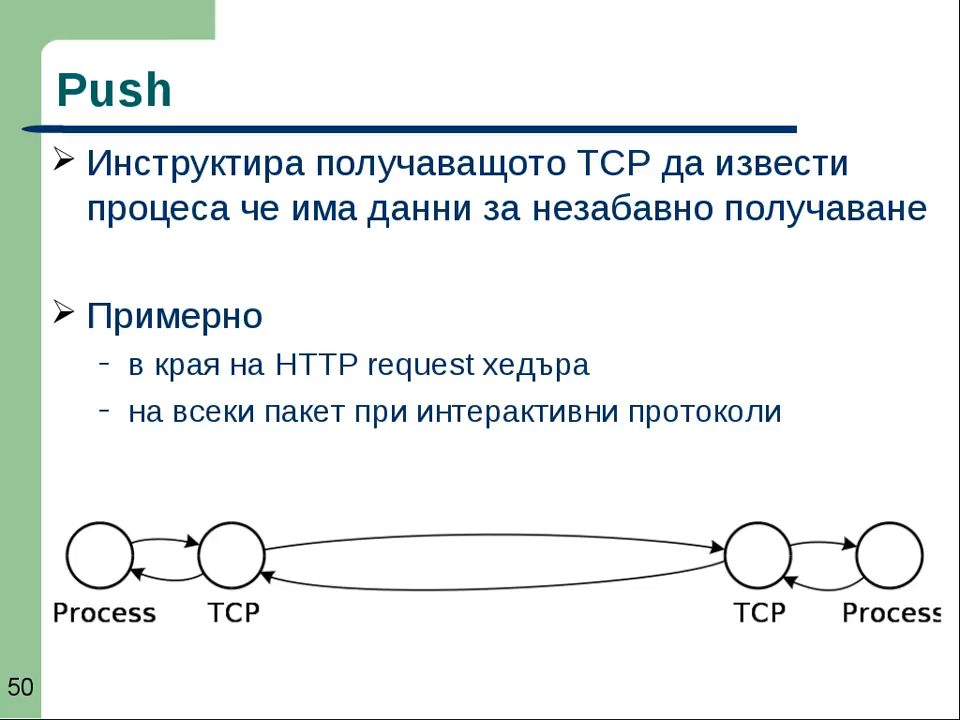 Push
Инструктира получаващото TCP да извести
процеса че има данни за незабавно получаване
Примерно
– в края на HTTP request хедъра
– на всеки пакет при интерактивни протоколи
Process TCP TCP Process
50